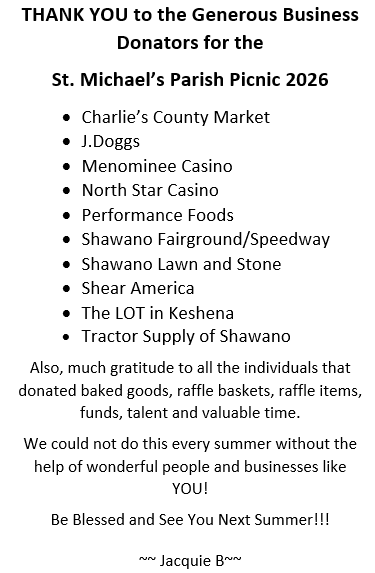 THANK YOU to the Generous Business
Donators for the
St. Michael's Parish Picnic 2026
• Charlie's County Market
• J.Doggs
• Menominee Casino
• North Star Casino
• Performance Foods
• Shawano Fairground/Speedway
• Shawano Lawn and Stone
• Shear America
• The LOT in Keshena
• Tractor Supply of Shawano
Also, much gratitude to all the individuals that
donated baked goods, raffle baskets, raffle items,
funds, talent and valuable time.
We could not do this every summer without the
help of wonderful people and businesses like
YOU!
Be Blessed and See You Next Summer!!!
~~ Jacquie B~~